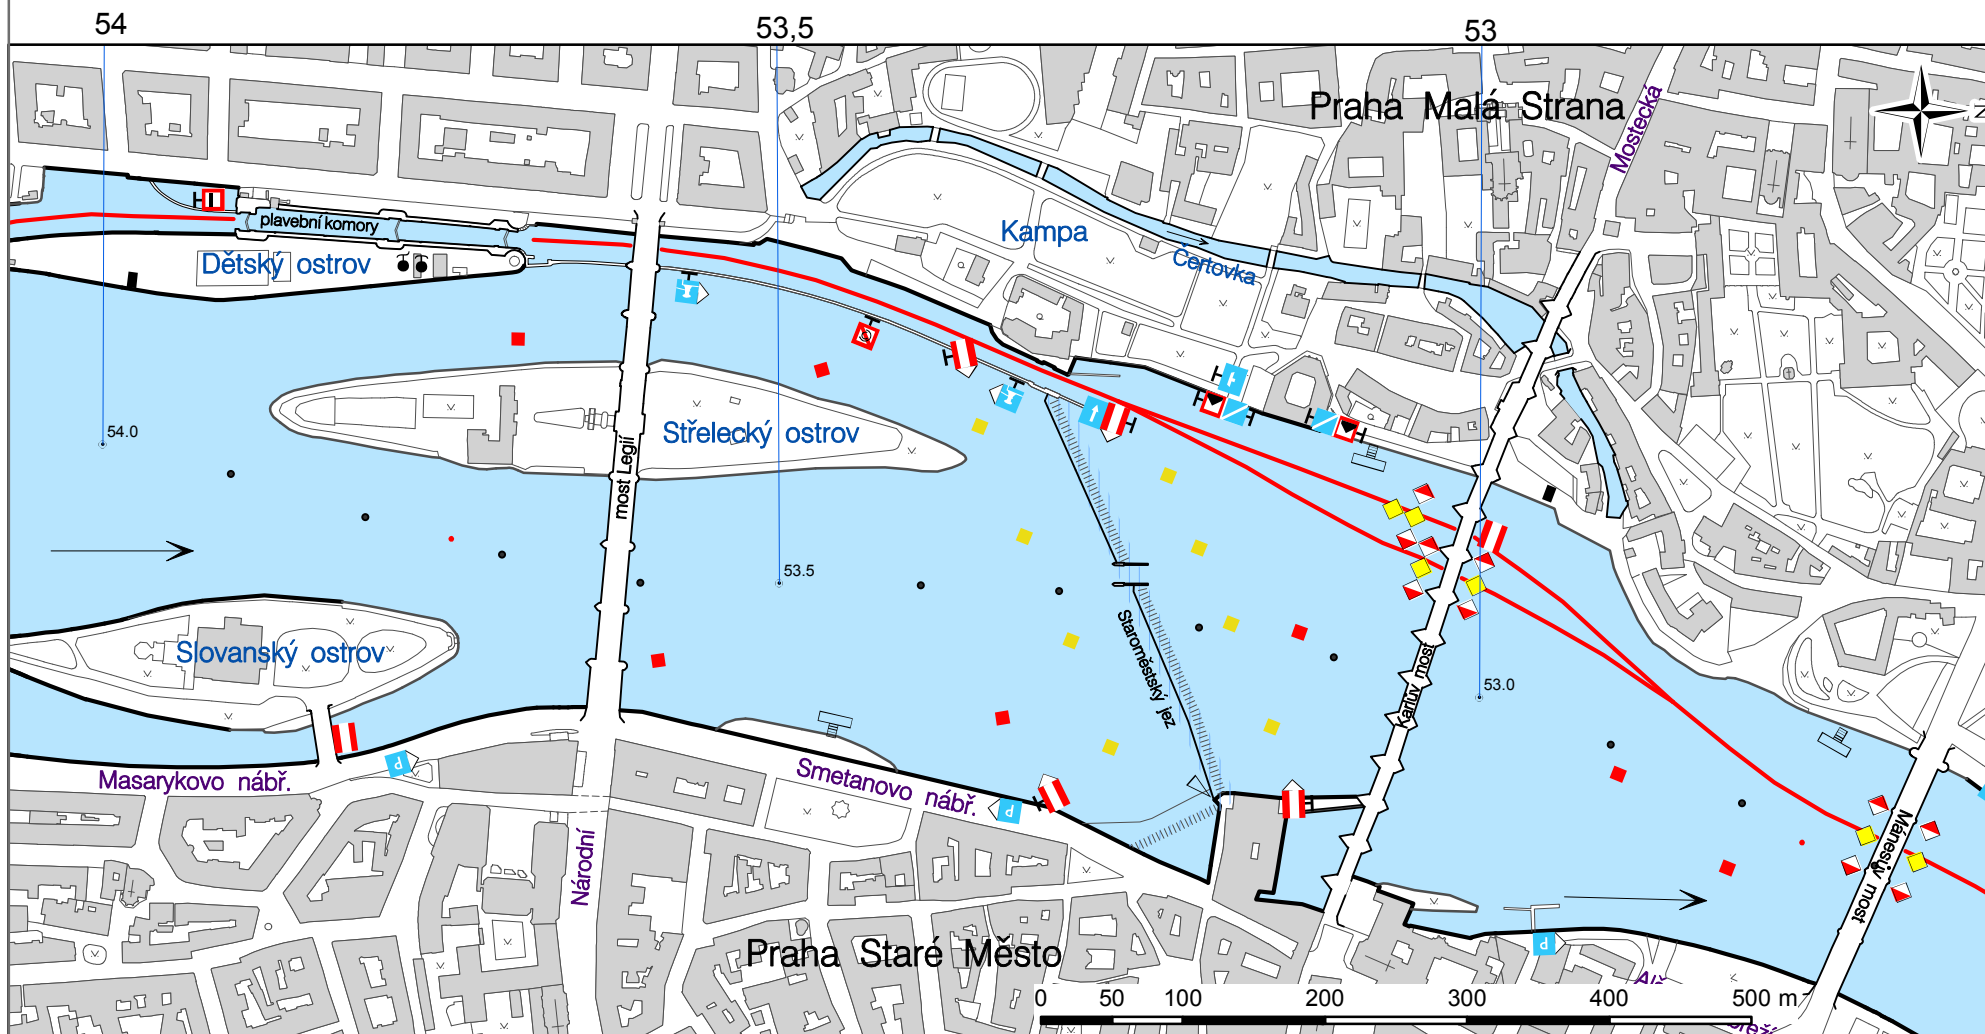 54
53,5
53
Praha Malá Strana
Mostecká
N
plavební komory
Dětský ostrov
Kampa
Čertovka
54.0
most Legií
Střelecký ostrov
53.5
Staroměstský jez
Karlův most
53.0
Slovanský ostrov
Masarykovo nábř.
Smetanovo nábř.
Národní
Mánesův most
Praha Staré Město
P
P
P
0 50 100 200 300 400 500 m